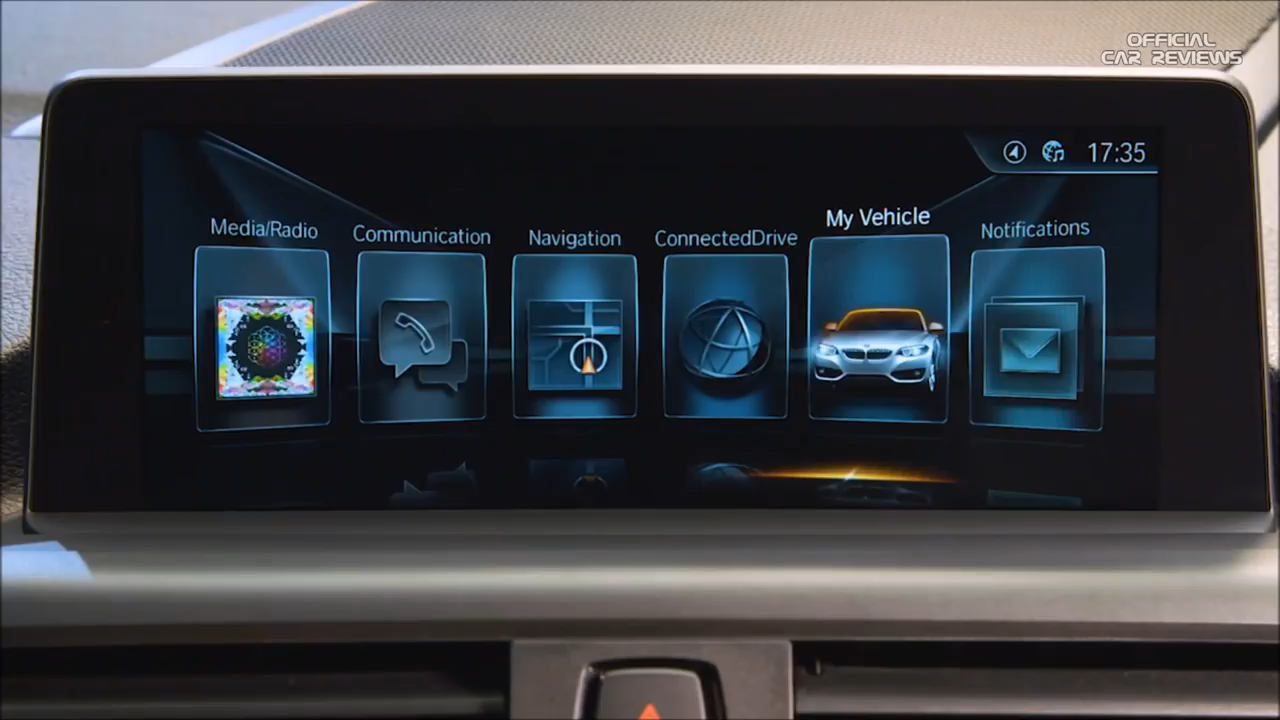 OFFICIAL
CAR REVIEWS
17:35
Media/Radio
Communication
Navigation
ConnectedDrive
My Vehicle
Notifications